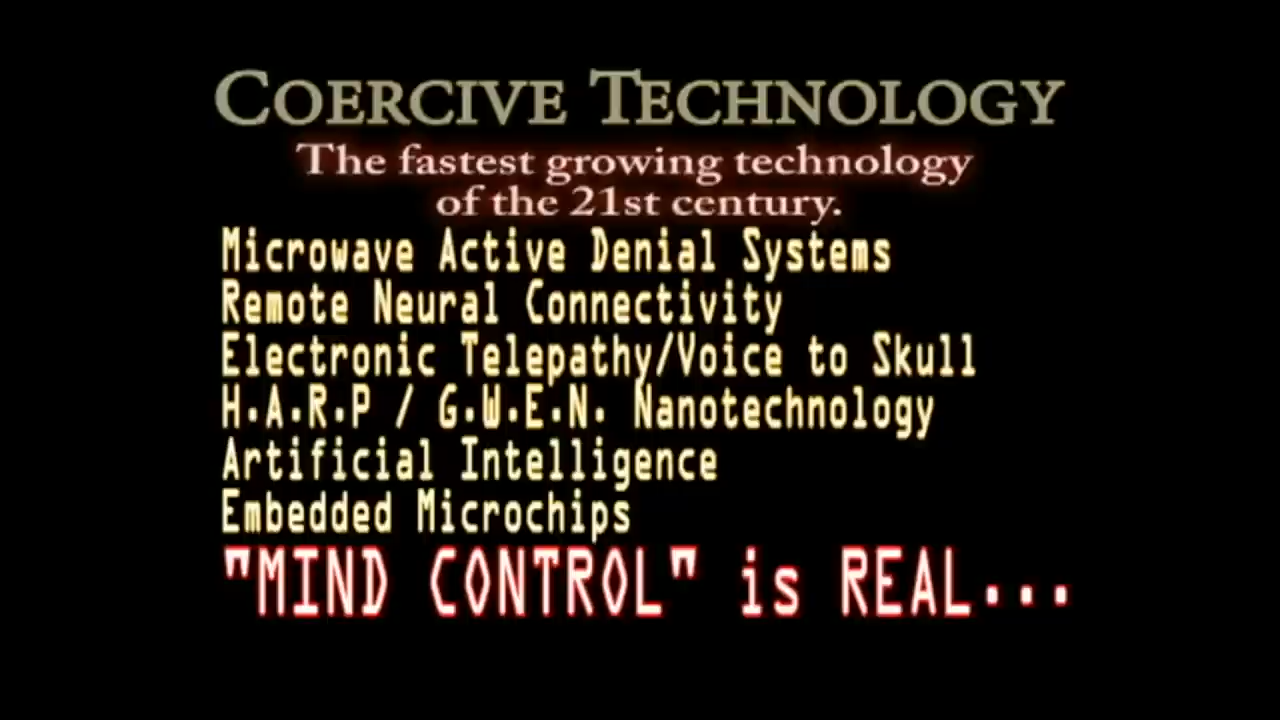 COERCIVE TECHNOLOGY
The fastest growing technology
of the 21st century.
Microwave Active Denial Systems
Remote Neural Connectivity
Electronic Telepathy/Voice to Skull
H.A.R.P / G.W.E.N. Nanotechnology
Artificial Intelligence
Embedded Microchips
"MIND CONTROL" is REAL...